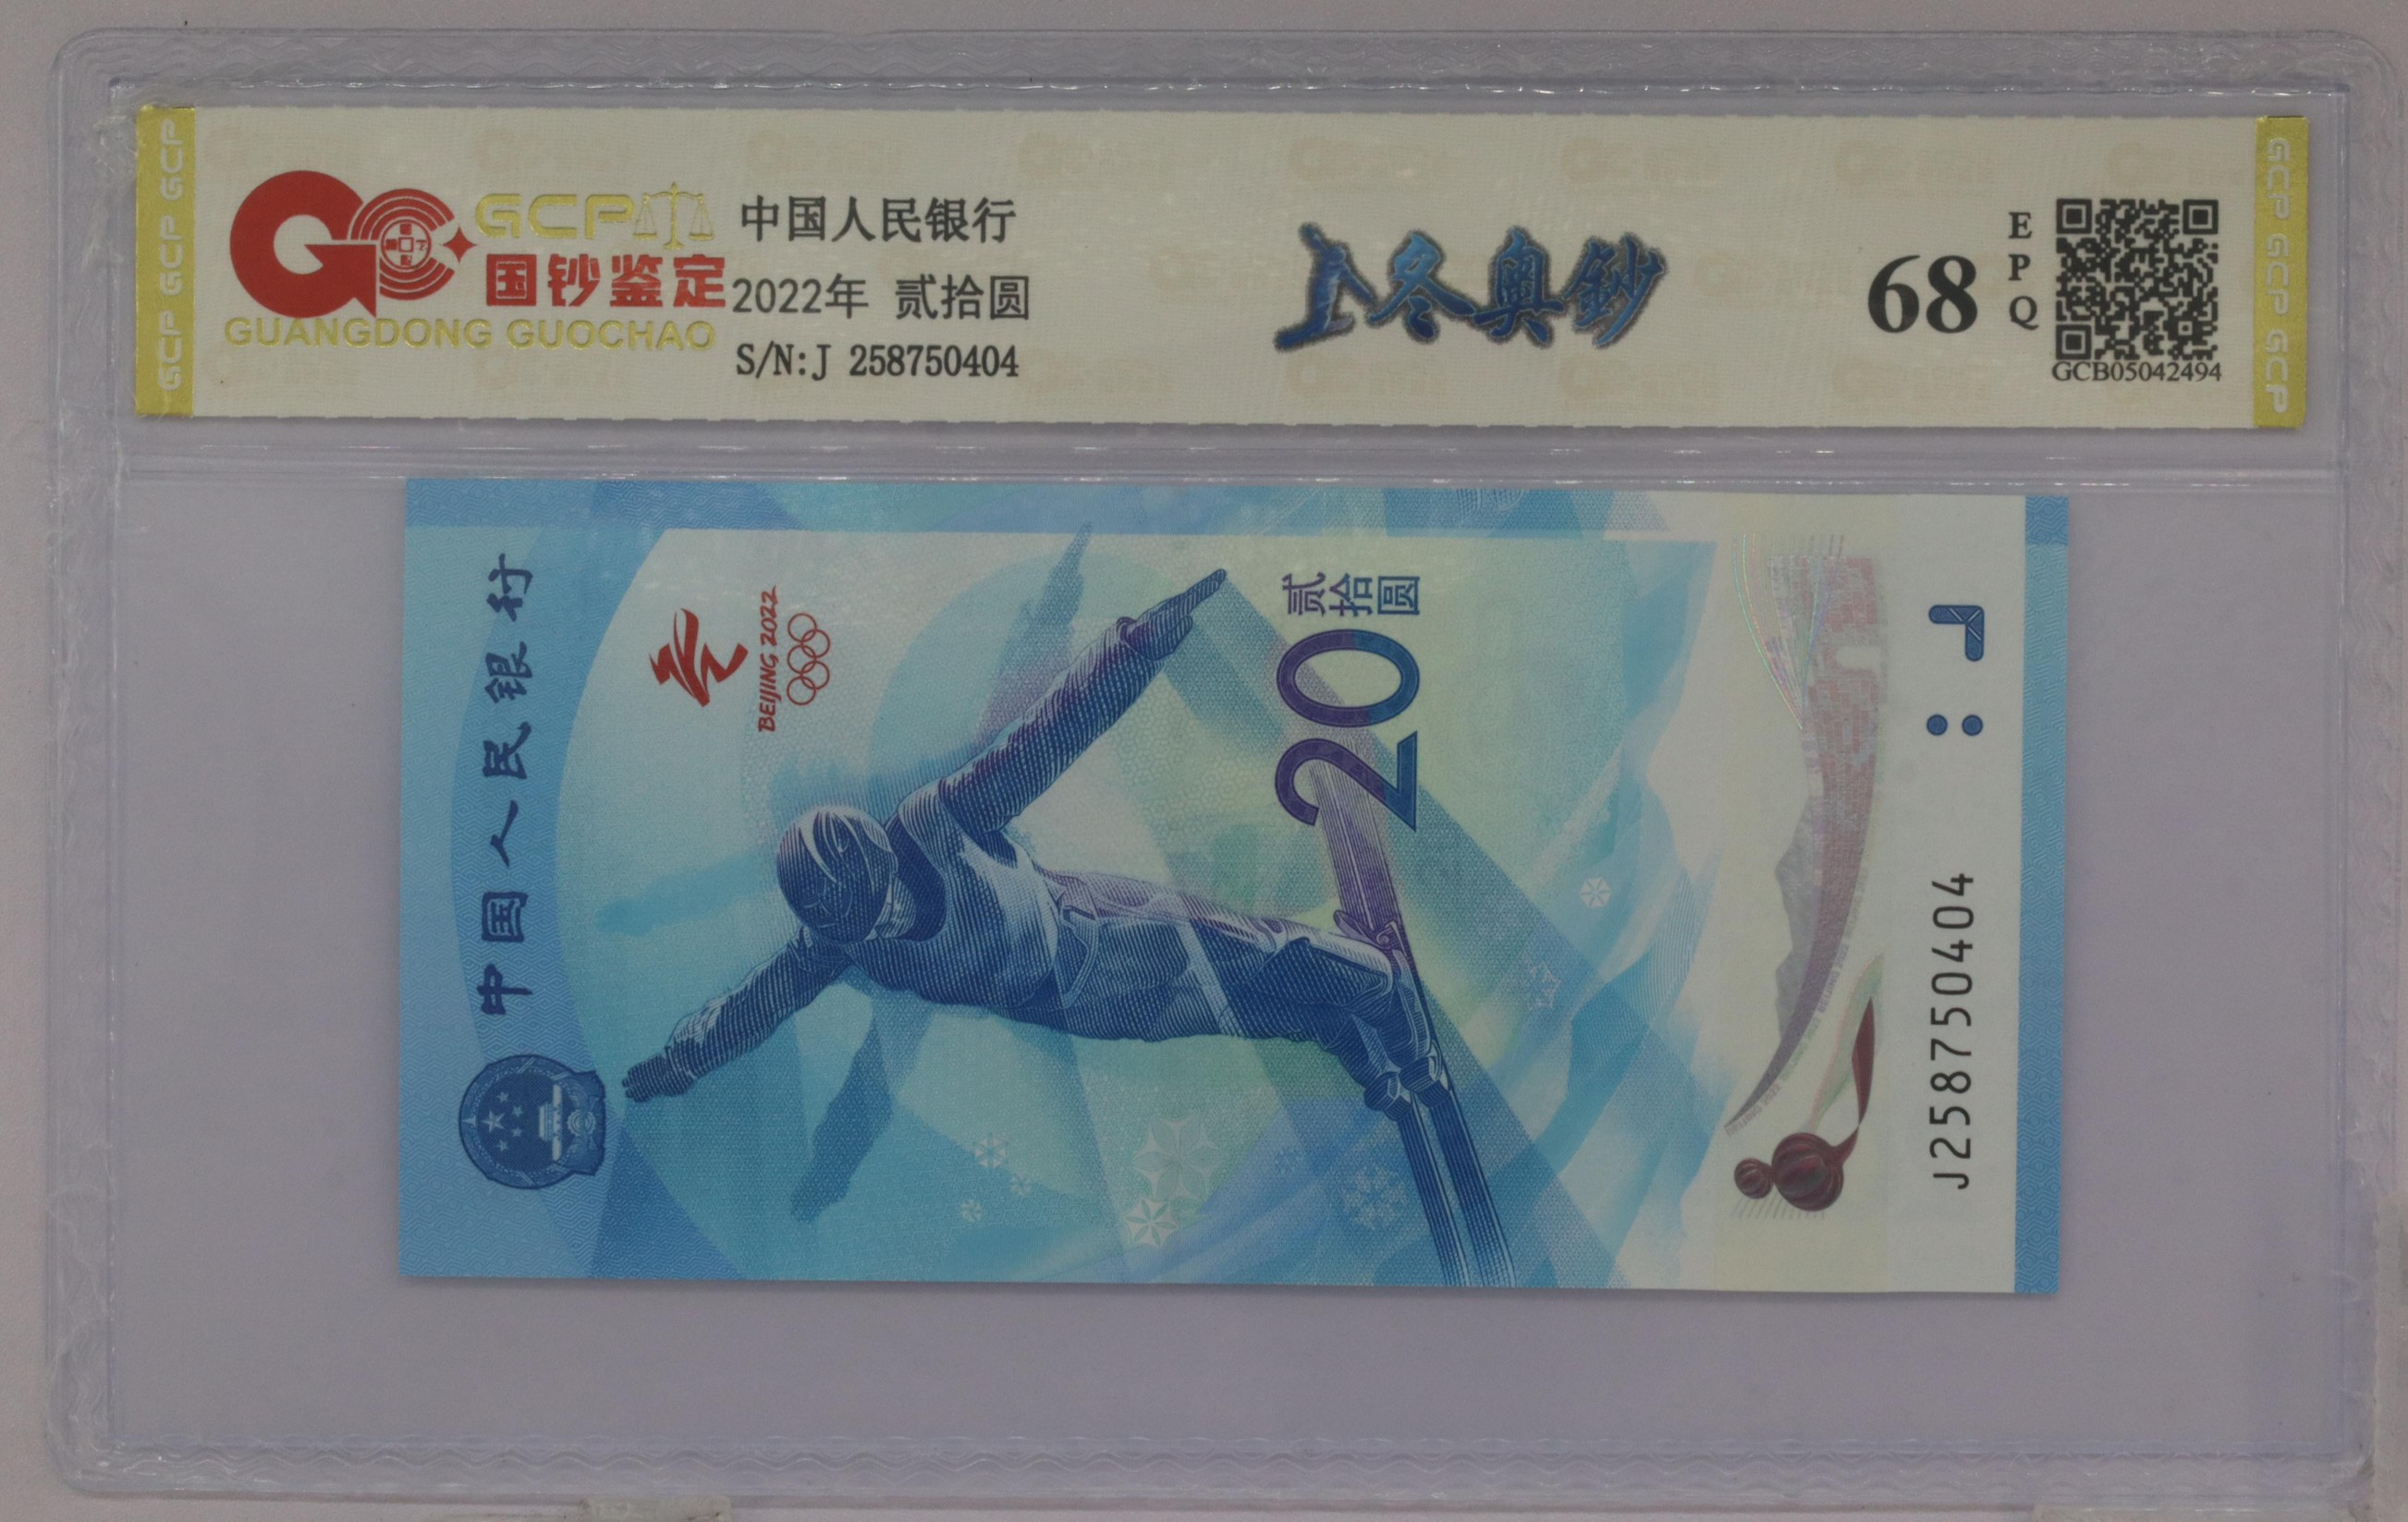 GCP GCP GCP
GCP
国钞鉴定
GUANGDONG GUOCHAO
中国人民银行
2022年 贰拾圆
S/N:J 258750404
冬奥鈔
68
EPQ
GCB05042494
GCP GCP GCP
中国人民银行
BEIJING 2022
贰拾圆
20
J258750404